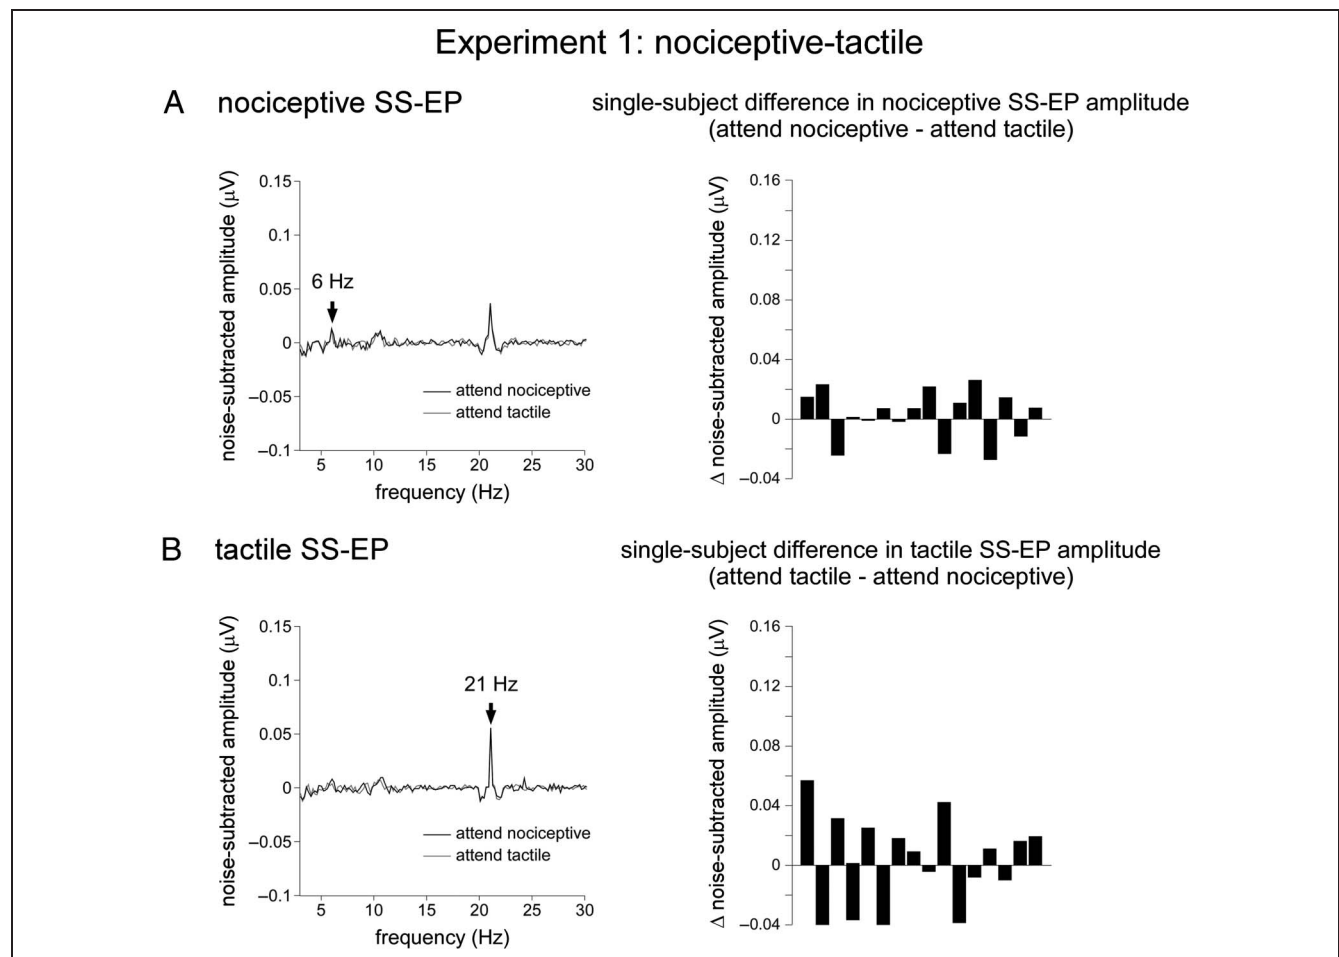 Experiment 1: nociceptive-tactile
A nociceptive SS-EP
single-subject difference in nociceptive SS-EP amplitude
(attend nociceptive - attend tactile)
noise-subtracted amplitude (μV)
0.15
0.1
0.05
0
−0.05
−0.1
6 Hz
attend nociceptive
attend tactile
5 10 15 20 25 30
frequency (Hz)
Δ noise-subtracted amplitude (μV)
0.16
0.12
0.08
0.04
0
−0.04
B tactile SS-EP
single-subject difference in tactile SS-EP amplitude
(attend tactile - attend nociceptive)
noise-subtracted amplitude (μV)
0.15
0.1
0.05
0
−0.05
−0.1
21 Hz
attend nociceptive
attend tactile
5 10 15 20 25 30
frequency (Hz)
Δ noise-subtracted amplitude (μV)
0.16
0.12
0.08
0.04
0
−0.04